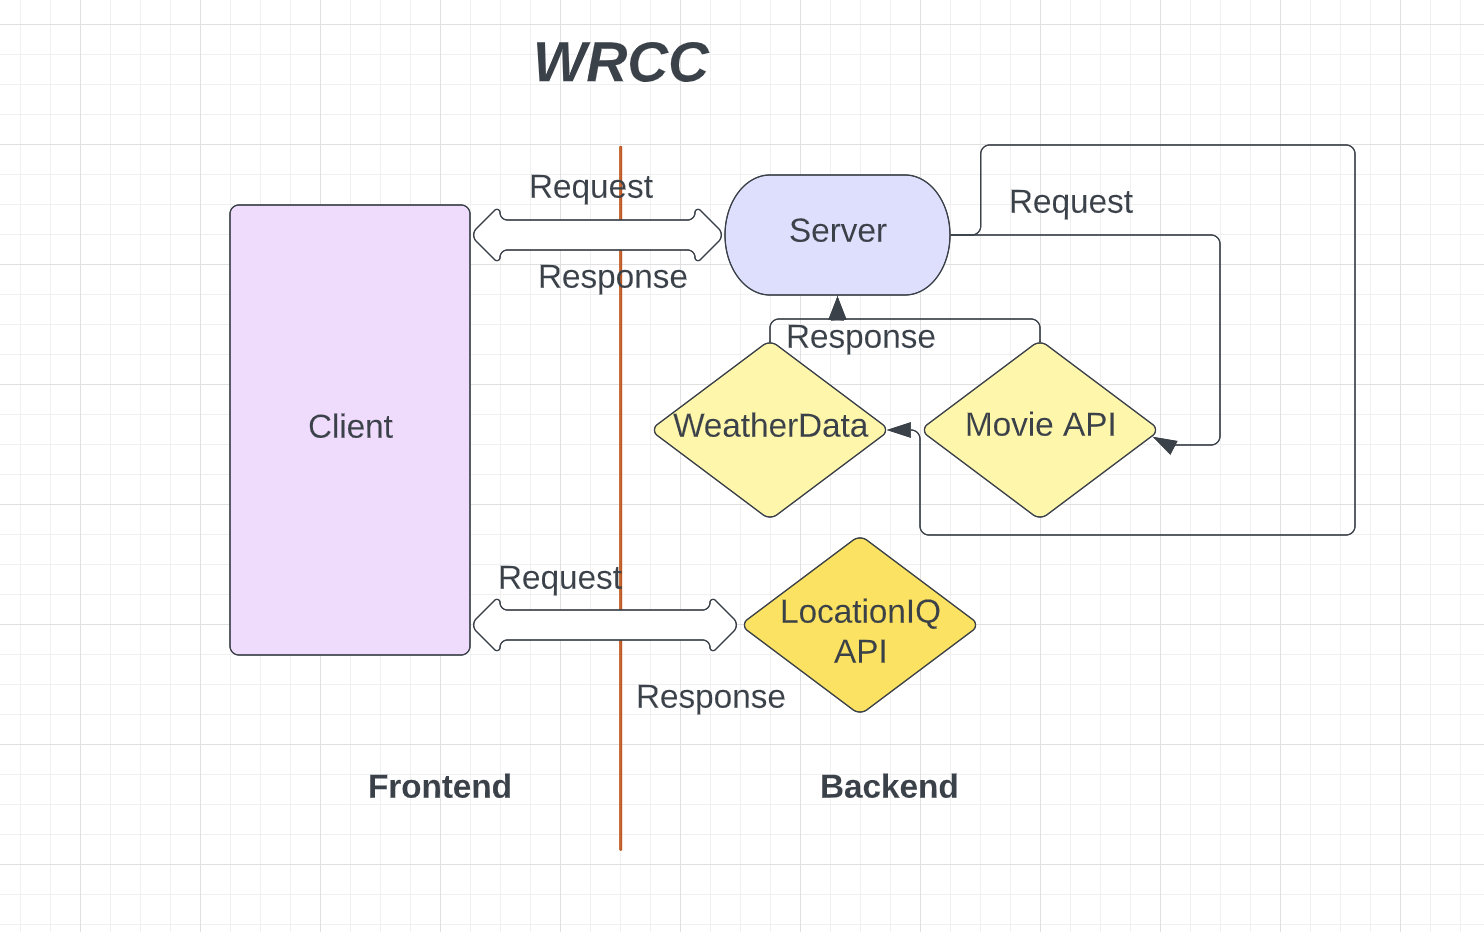 WRCC
Request
Response
Server
Request
Response
Client
WeatherData
Movie API
Request
Response
LocationIQ
API
Frontend
Backend